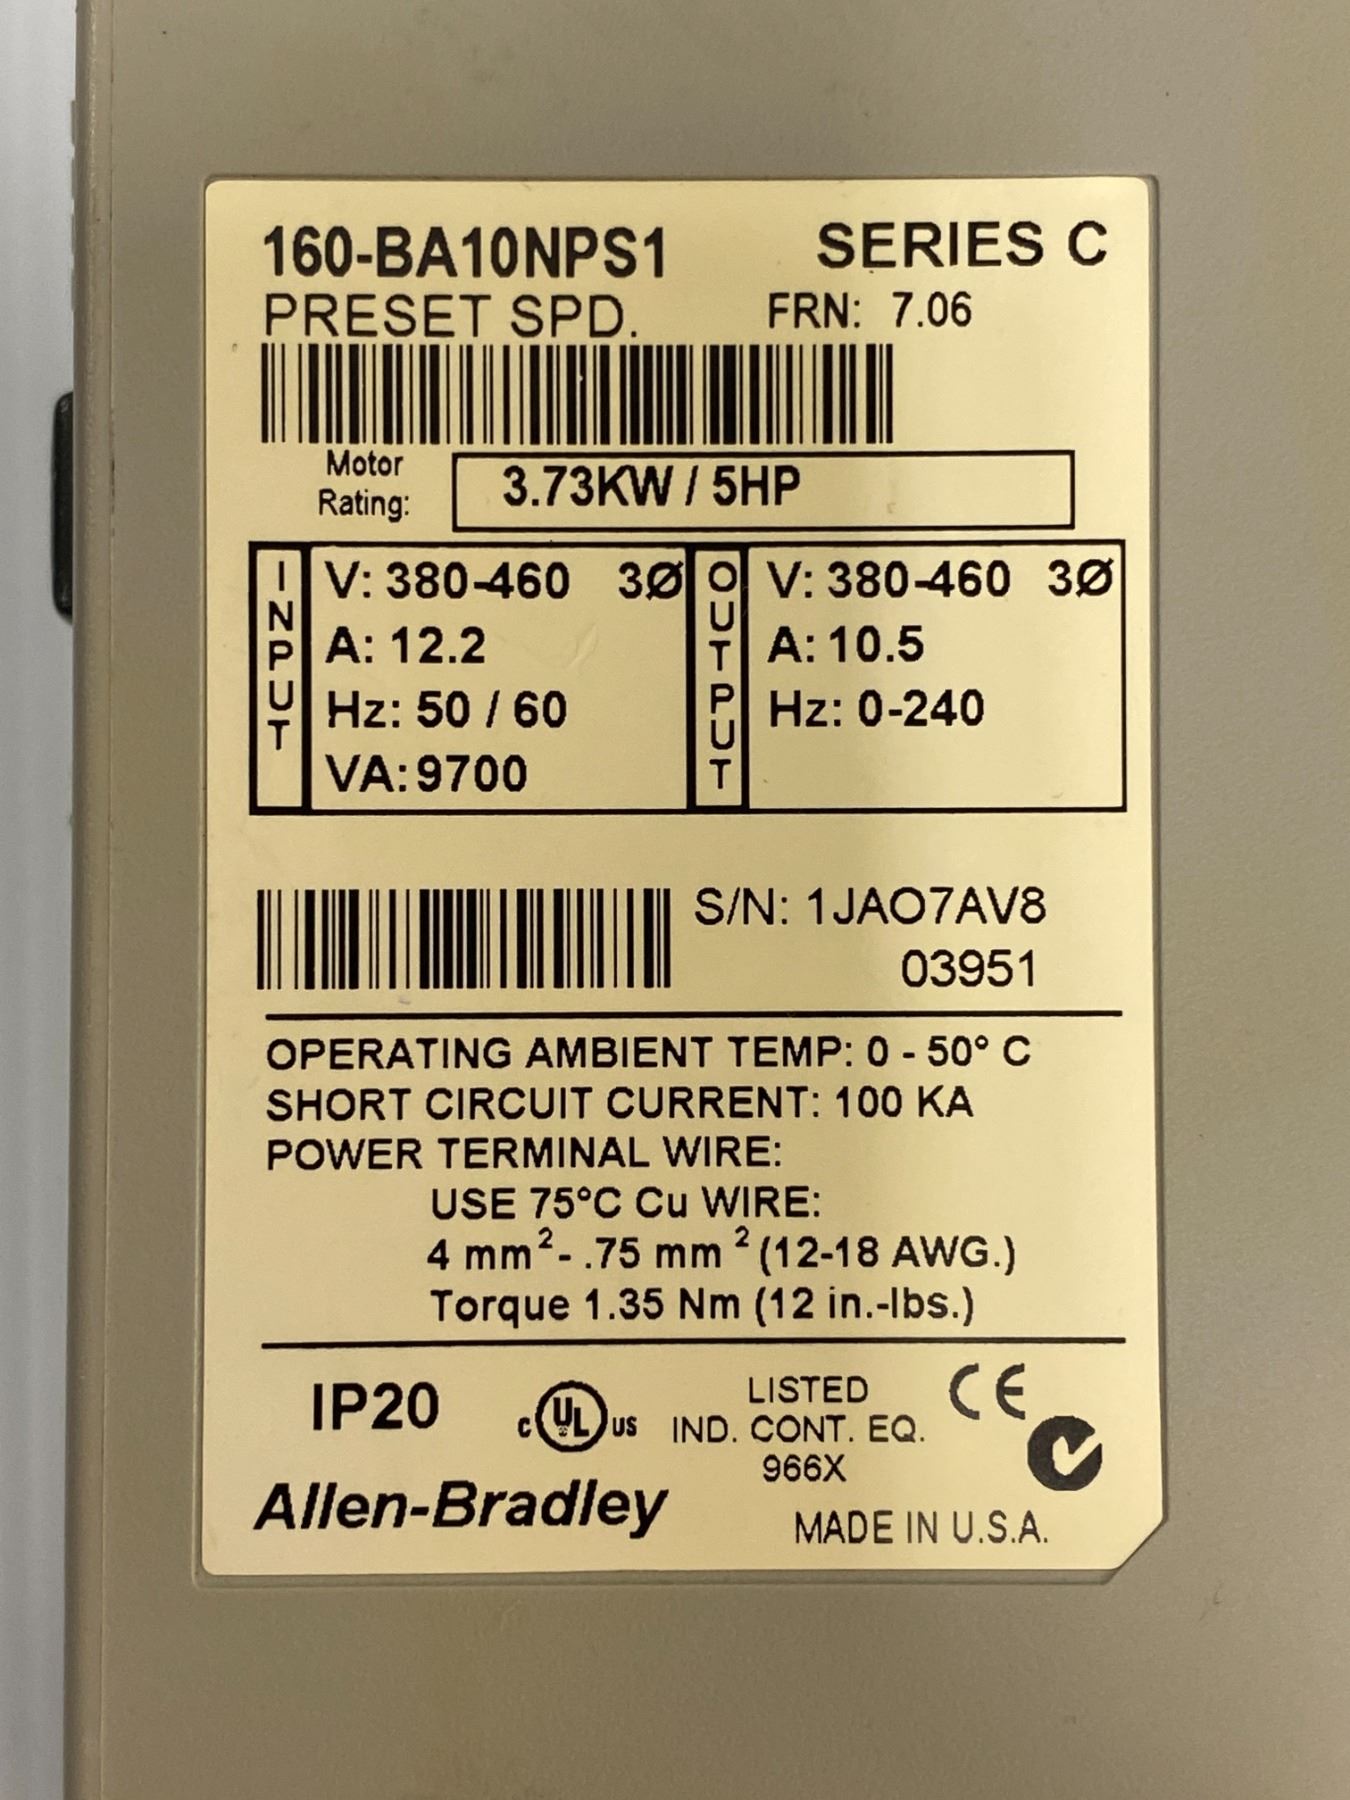 160-BA10NPS1 SERIES C
PRESET SPD. FRN: 7.06
Motor
Rating: 3.73KW / 5HP
INPUT
V: 380-460 3Ø
A: 12.2
Hz: 50 / 60
VA: 9700
OUTPUT
V: 380-460 3Ø
A: 10.5
Hz: 0-240
S/N: 1JAO7AV8
03951
OPERATING AMBIENT TEMP: 0 - 50° C
SHORT CIRCUIT CURRENT: 100 KA
POWER TERMINAL WIRE:
USE 75°C Cu WIRE:
4 mm² - .75 mm ² (12-18 AWG.)
Torque 1.35 Nm (12 in.-lbs.)
IP20
C UL US
LISTED
IND. CONT. EQ.
966X
CE
Allen-Bradley
MADE IN U.S.A.